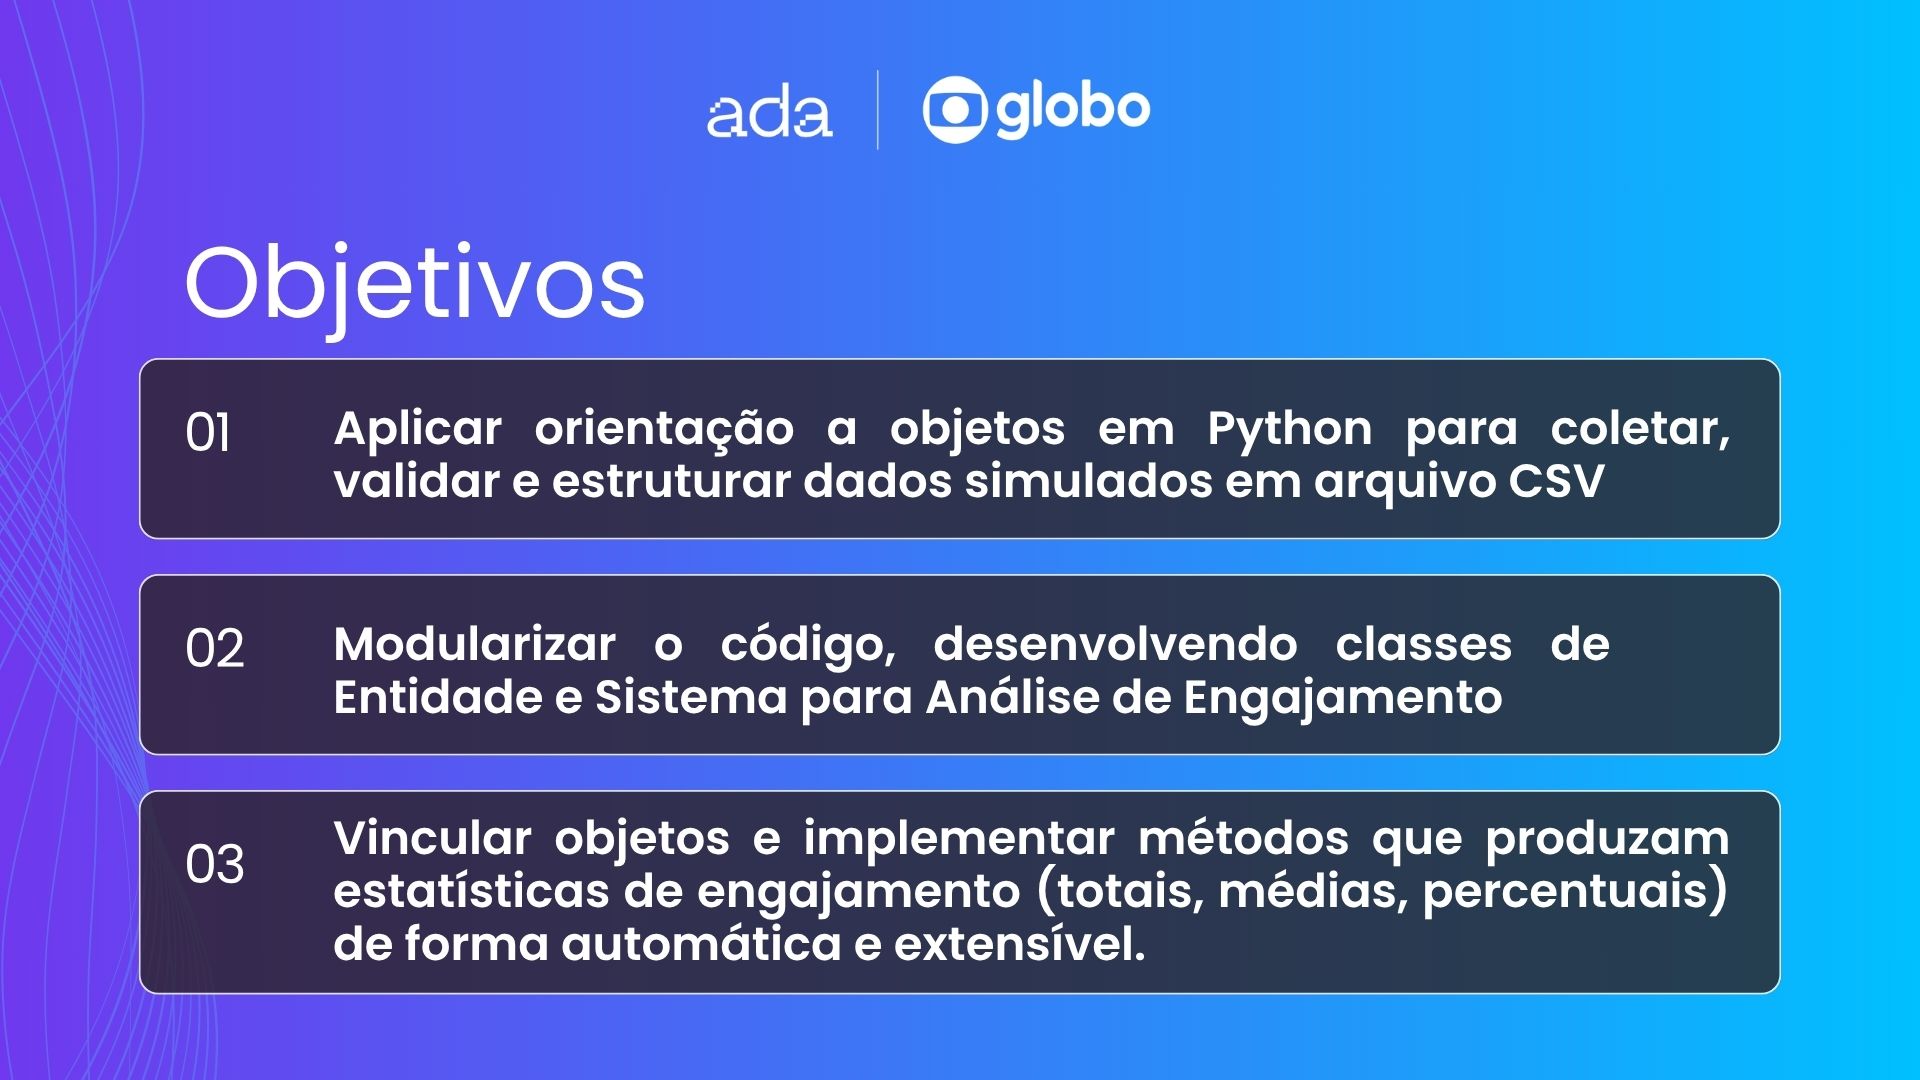 ada
globo
Objetivos
01
Aplicar orientação a objetos em Python para coletar,
validar e estruturar dados simulados em arquivo CSV
02
Modularizar o código, desenvolvendo classes de
Entidade e Sistema para Análise de Engajamento
03
Vincular objetos e implementar métodos que produzam
estatísticas de engajamento (totais, médias, percentuais)
de forma automática e extensível.